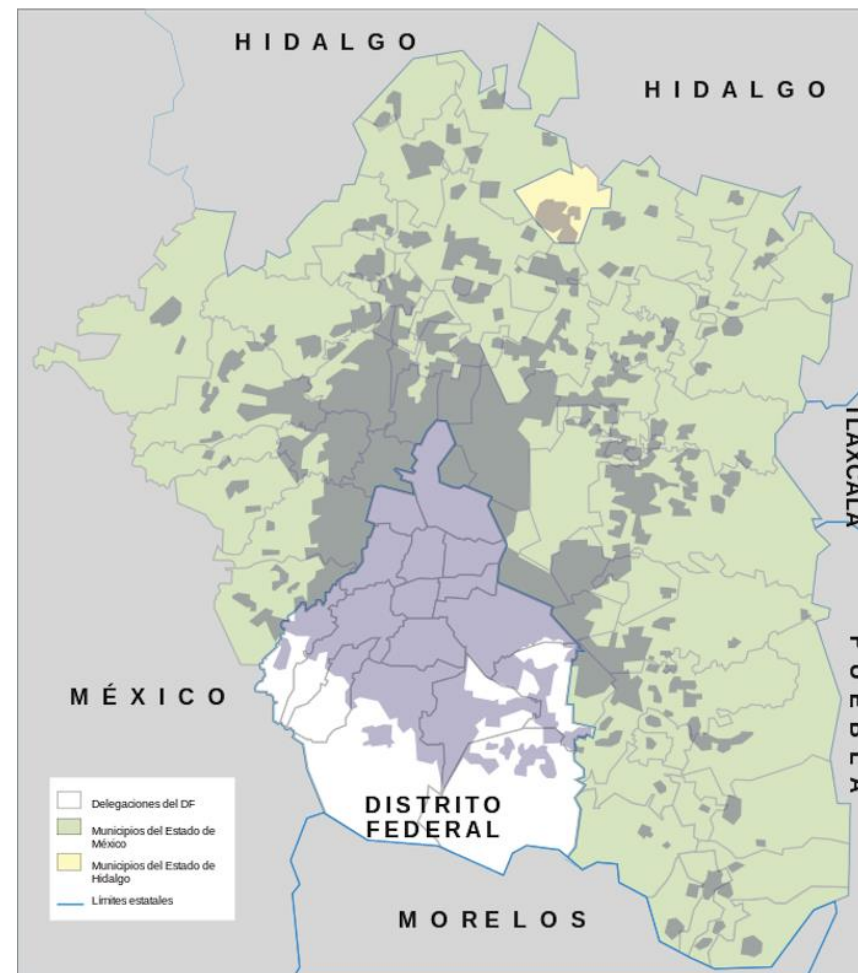 HIDALGO
HIDALGO
TLAXCALA
PUEBLA
MÉXICO
DISTRITO
FEDERAL
MORELOS
Delegaciones del DF
Municipios del Estado de
México
Municipios del Estado de
Hidalgo
Límites estatales